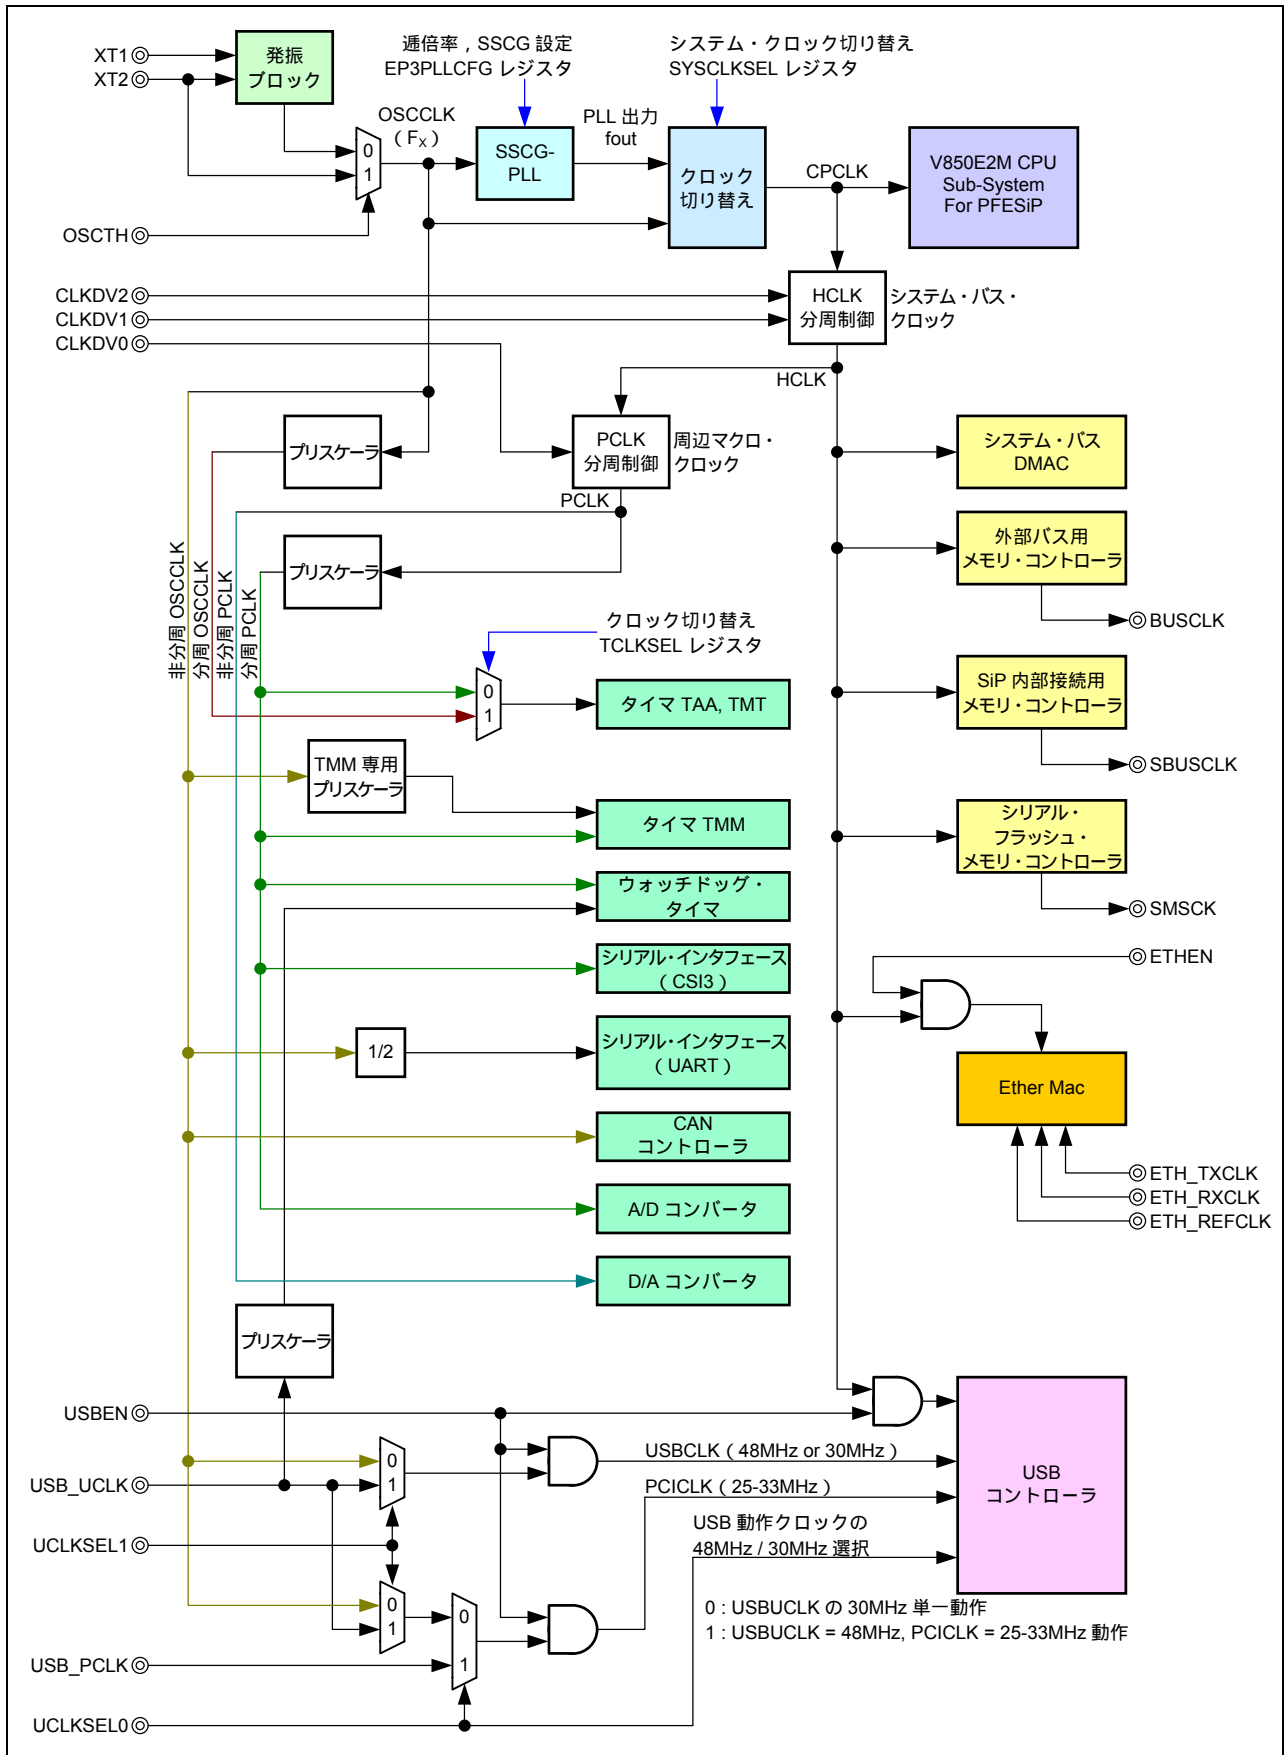 XT1
XT2
発振
ブロック
逓倍率 , SSCG 設定
EP3PLLCFG レジスタ
システム・クロック切り替え
SYSCLKSEL レジスタ
OSCCLK
( FX )
0
1
SSCG-
PLL
PLL 出力
fout
クロック
切り替え
CPCLK
V850E2M CPU
Sub-System
For PFESiP
OSCTH
CLKDV2
CLKDV1
CLKDV0
HCLK
分周制御
システム・バス・
クロック
HCLK
プリスケーラ
PCLK
分周制御
周辺マクロ・
クロック
PCLK
システム・バス
DMAC
プリスケーラ
外部バス用
メモリ・コントローラ
BUSCLK
非分周 OSCCLK
分周 OSCCLK
非分周 PCLK
分周 PCLK
クロック切り替え
TCLKSEL レジスタ
0
1
タイマ TAA, TMT
SiP 内部接続用
メモリ・コントローラ
SBUSCLK
TMM 専用
プリスケーラ
タイマ TMM
シリアル・
フラッシュ・
メモリ・コントローラ
SMSCK
ウォッチドッグ・
タイマ
シリアル・インタフェース
( CSI3 )
ETHEN
1/2
シリアル・インタフェース
( UART )
Ether Mac
CAN
コントローラ
ETH_TXCLK
ETH_RXCLK
ETH_REFCLK
A/D コンバータ
D/A コンバータ
プリスケーラ
USBEN
USB_UCLK
0
1
USBCLK ( 48MHz or 30MHz )
PCICLK ( 25-33MHz )
USB
コントローラ
UCLKSEL1
USB 動作クロックの
48MHz / 30MHz 選択
0
1
0
1
0 : USBUCLK の 30MHz 単一動作
1 : USBUCLK = 48MHz, PCICLK = 25-33MHz 動作
USB_PCLK
UCLKSEL0